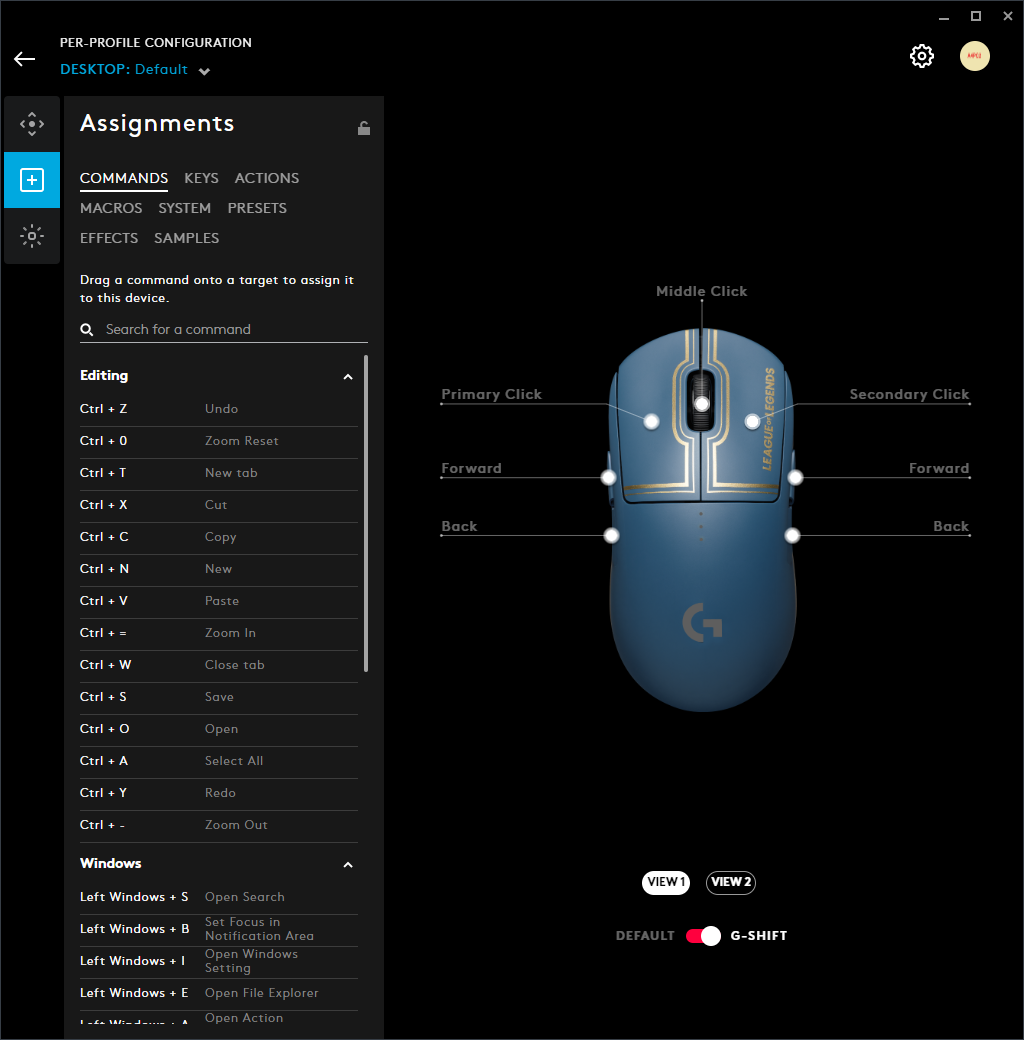 PER-PROFILE CONFIGURATION
DESKTOP: Default
Assignments
COMMANDS KEYS ACTIONS
MACROS SYSTEM PRESETS
EFFECTS SAMPLES
Drag a command onto a target to assign it
to this device.
Search for a command
Editing
Ctrl + Z Undo
Ctrl + 0 Zoom Reset
Ctrl + T New tab
Ctrl + X Cut
Ctrl + C Copy
Ctrl + N New
Ctrl + V Paste
Ctrl + = Zoom In
Ctrl + W Close tab
Ctrl + S Save
Ctrl + O Open
Ctrl + A Select All
Ctrl + Y Redo
Ctrl + - Zoom Out
Windows
Left Windows + S Open Search
Left Windows + B Set Focus in
Notification Area
Left Windows + I Open Windows
Setting
Left Windows + E Open File Explorer
Left Windows + A Open Action
Middle Click
Primary Click
Secondary Click
Forward
Forward
Back
Back
LEAGUE OF LEGENDS
G
VIEW 1 VIEW 2
DEFAULT G-SHIFT